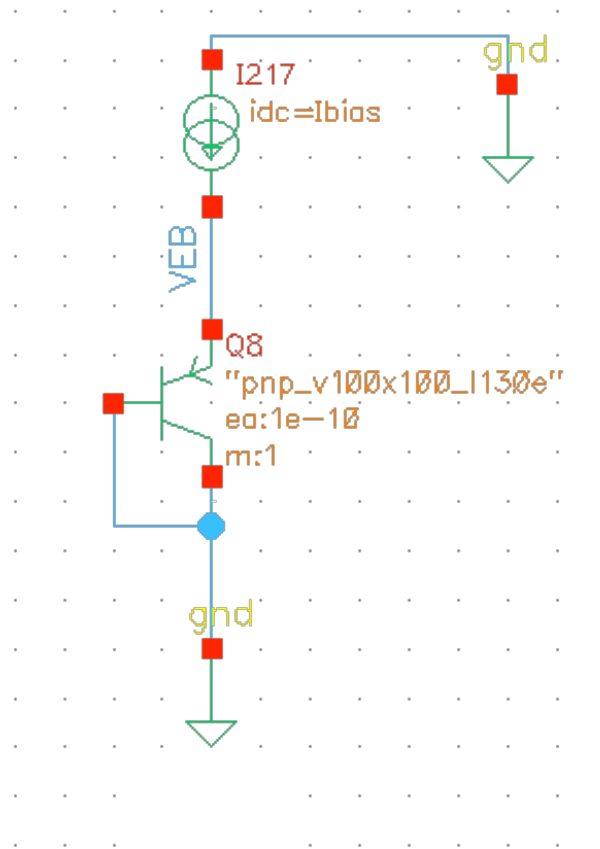 gnd
I217
idc=Ibias
VEB
Q8
"pnp_v100x100_l130e"
ea:1e-10
m:1
gnd